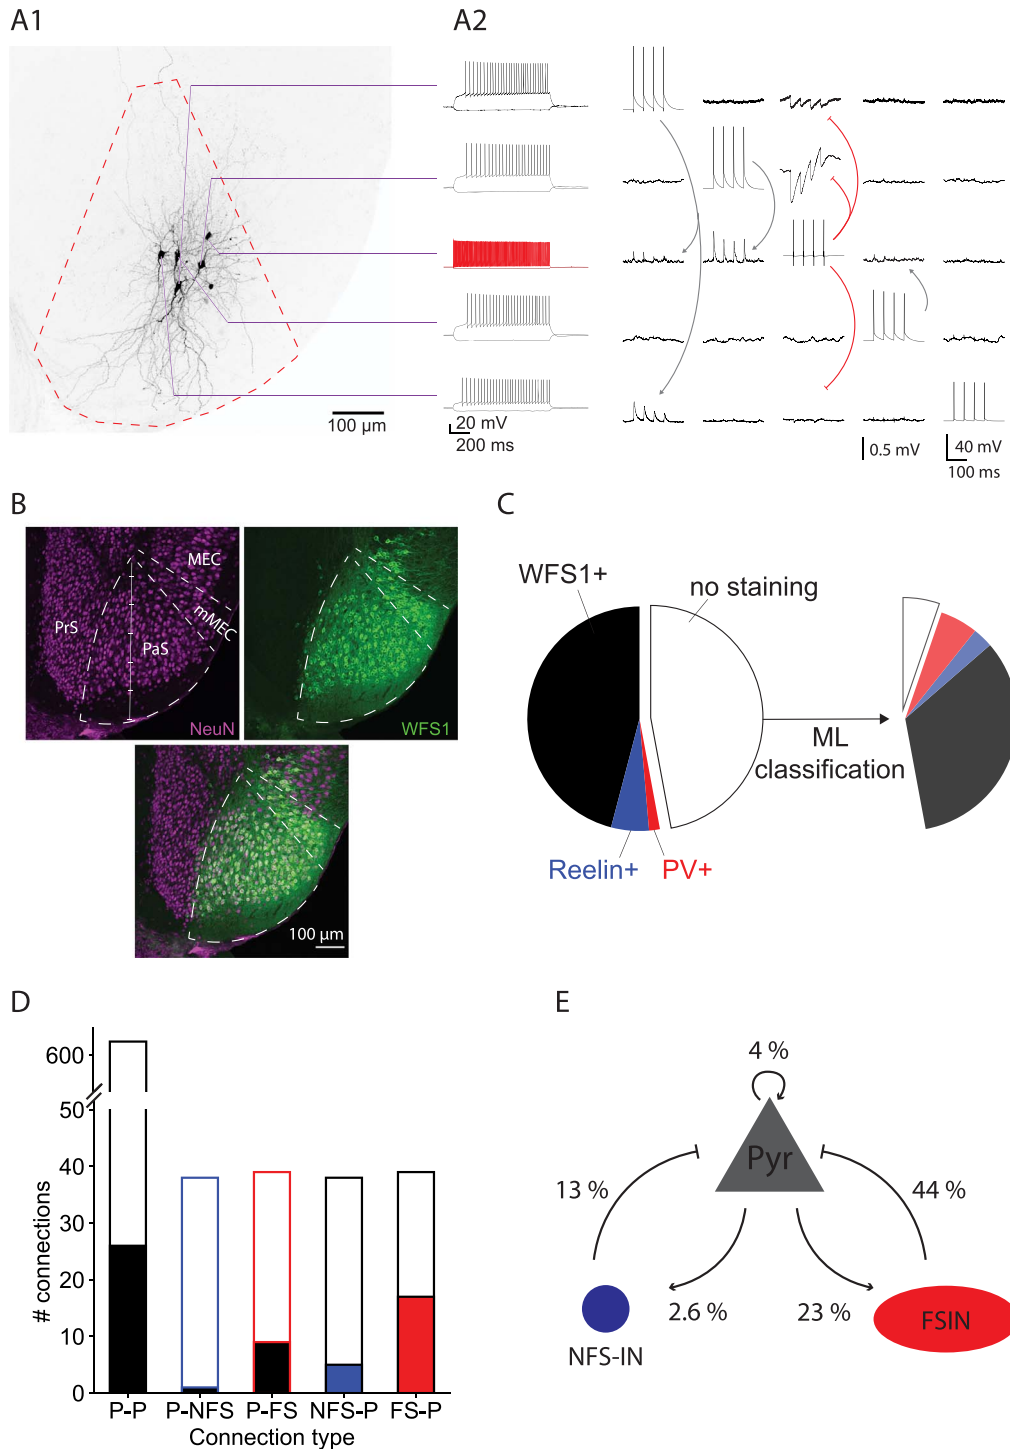 A1
A2
100 µm
20 mV
200 ms
0.5 mV
40 mV
100 ms
B
MEC
mMEC
PrS
PaS
NeuN
WFS1
100 µm
C
WFS1+
no staining
ML
classification
Reelin+
PV+
D
600
50
40
30
20
10
0
# connections
P-P
P-NFS
P-FS
NFS-P
FS-P
Connection type
E
4 %
Pyr
13 %
44 %
2.6 %
23 %
NFS-IN
FSIN